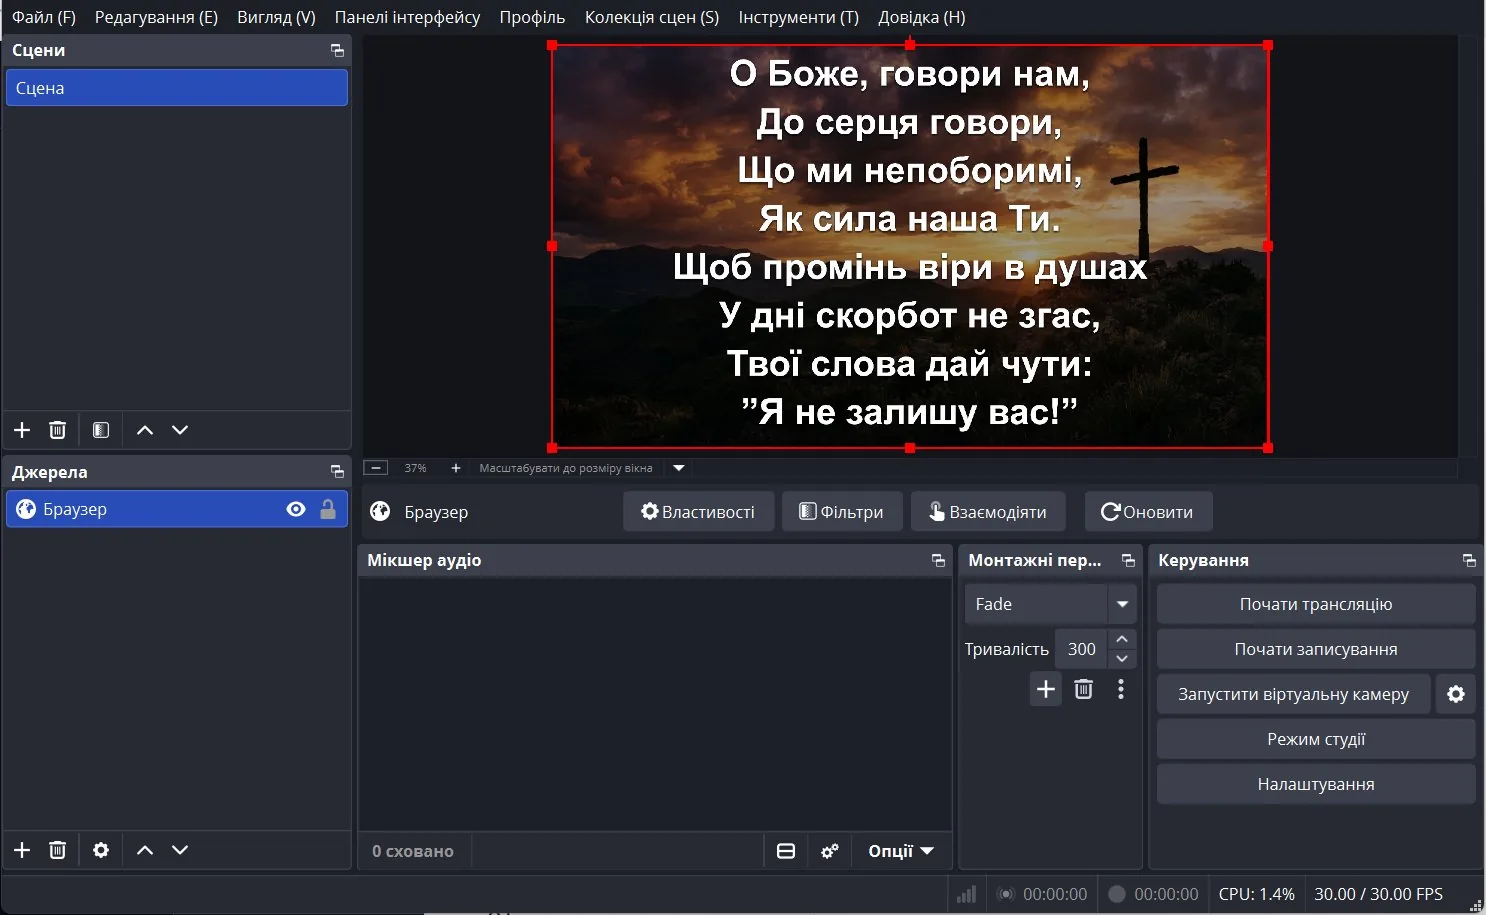 Файл (F) Редагування (E) Вигляд (V) Панелі інтерфейсу Профіль Колекція сцен (S) Інструменти (T) Довідка (H)
Сцени
Сцена
О Боже, говори нам,
До серця говори,
Що ми непоборимі,
Як сила наша Ти.
Щоб промінь віри в душах
У дні скорбот не згас,
Твої слова дай чути:
”Я не залишу вас!”
37% Масштабувати до розміру вікна
Джерела
Браузер
Браузер Властивості Фільтри Взаємодіяти Оновити
Мікшер аудіо
0 сховано Опції
Монтажні пер...
Fade
Тривалість 300
Керування
Почати трансляцію
Почати записування
Запустити віртуальну камеру
Режим студії
Налаштування
00:00:00 00:00:00 CPU: 1.4% 30.00 / 30.00 FPS